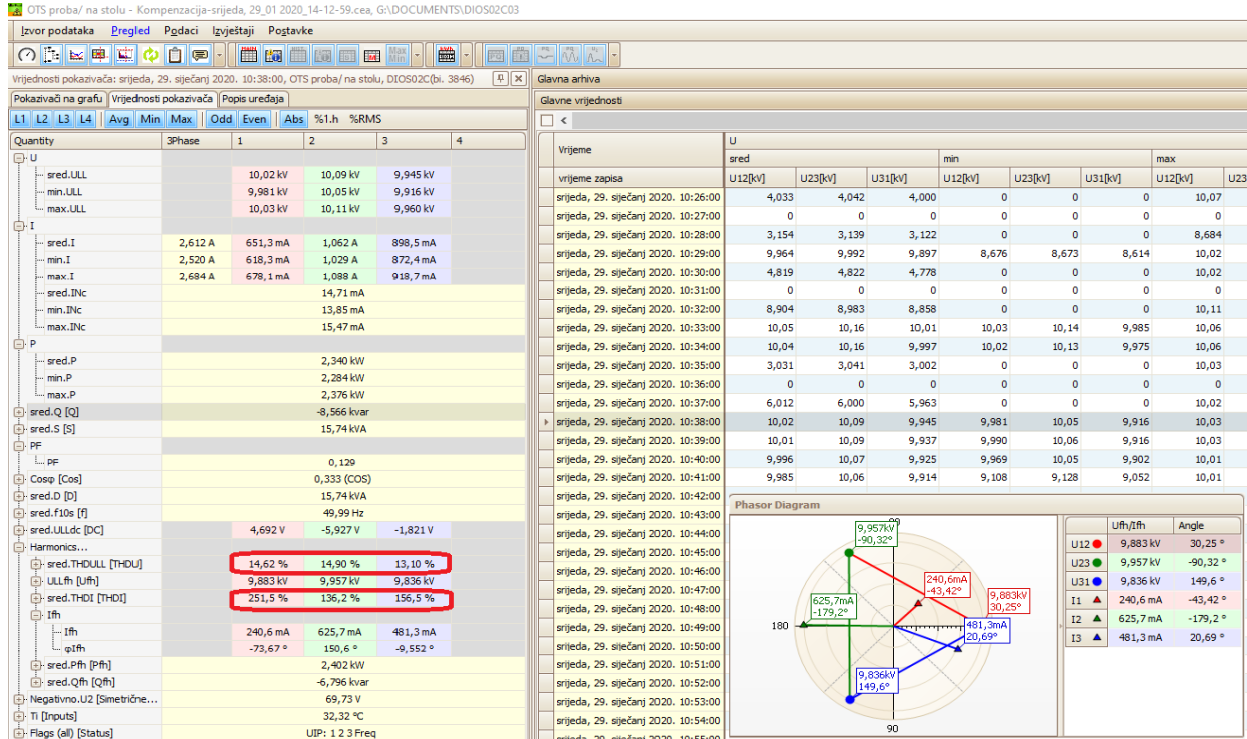 OTS proba/ na stolu - Kompenzacija-srijeda, 29_01 2020_14-12-59.cea, G:\DOCUMENTS\DIOS02C03
Izvor podataka Pregled Podaci Izvještaji Postavke
Vrijednosti pokazivača: srijeda, 29. siječanj 2020. 10:38:00, OTS proba/ na stolu, DIOS02C(bi. 3846)
Pokazivači na grafu Vrijednosti pokazivača Popis uređaja
L1 L2 L3 L4 Avg Min Max Odd Even Abs %1.h %RMS
Quantity 3Phase 1 2 3 4
U
sred.ULL 10,02 kV 10,09 kV 9,945 kV
min.ULL 9,981 kV 10,05 kV 9,916 kV
max.ULL 10,03 kV 10,11 kV 9,960 kV
I
sred.I 2,612 A 651,3 mA 1,062 A 898,5 mA
min.I 2,520 A 618,3 mA 1,029 A 872,4 mA
max.I 2,684 A 678,1 mA 1,088 A 918,7 mA
sred.INc 14,71 mA
min.INc 13,85 mA
max.INc 15,47 mA
P
sred.P 2,340 kW
min.P 2,284 kW
max.P 2,376 kW
sred.Q [Q] -8,566 kvar
sred.S [S] 15,74 kVA
PF
PF 0,129
Cosφ [Cos] 0,333 (COS)
sred.D [D] 15,74 kVA
sred.f10s [f] 49,99 Hz
sred.ULLdc [DC] 4,692 V -5,927 V -1,821 V
Harmonics...
sred.THDULL [THDU] 14,62 % 14,90 % 13,10 %
ULLfh [Ufh] 9,883 kV 9,957 kV 9,836 kV
sred.THDI [THDI] 251,5 % 136,2 % 156,5 %
Ifh
Ifh 240,6 mA 625,7 mA 481,3 mA
φIfh -73,67 ° 150,6 ° -9,552 °
sred.Pfh [Pfh] 2,402 kW
sred.Qfh [Qfh] -6,796 kvar
Negativno.U2 [Simetrične... 69,73 V
Ti [Inputs] 32,32 °C
Flags (all) [Status] UIP: 1 2 3 Freq
Glavna arhiva
Glavne vrijednosti
<
Vrijeme U
sred min max
vrijeme zapisa U12[kV] U23[kV] U31[kV] U12[kV] U23[kV] U31[kV] U12[kV] U23
srijeda, 29. siječanj 2020. 10:26:00 4,033 4,042 4,000 0 0 0 10,07
srijeda, 29. siječanj 2020. 10:27:00 0 0 0 0 0 0 0
srijeda, 29. siječanj 2020. 10:28:00 3,154 3,139 3,122 0 0 0 8,684
srijeda, 29. siječanj 2020. 10:29:00 9,964 9,992 9,897 8,676 8,673 8,614 10,02
srijeda, 29. siječanj 2020. 10:30:00 4,819 4,822 4,778 0 0 0 10,02
srijeda, 29. siječanj 2020. 10:31:00 0 0 0 0 0 0 0
srijeda, 29. siječanj 2020. 10:32:00 8,904 8,983 8,858 0 0 0 10,11
srijeda, 29. siječanj 2020. 10:33:00 10,05 10,16 10,01 10,03 10,14 9,985 10,06
srijeda, 29. siječanj 2020. 10:34:00 10,04 10,16 9,997 10,02 10,13 9,975 10,06
srijeda, 29. siječanj 2020. 10:35:00 3,031 3,041 3,002 0 0 0 10,03
srijeda, 29. siječanj 2020. 10:36:00 0 0 0 0 0 0 0
srijeda, 29. siječanj 2020. 10:37:00 6,012 6,000 5,963 0 0 0 10,02
srijeda, 29. siječanj 2020. 10:38:00 10,02 10,09 9,945 9,981 10,05 9,916 10,03
srijeda, 29. siječanj 2020. 10:39:00 10,01 10,09 9,937 9,990 10,06 9,916 10,03
srijeda, 29. siječanj 2020. 10:40:00 9,996 10,07 9,925 9,969 10,05 9,902 10,01
srijeda, 29. siječanj 2020. 10:41:00 9,985 10,06 9,914 9,108 9,128 9,052 10,01
srijeda, 29. siječanj 2020. 10:42:00
srijeda, 29. siječanj 2020. 10:43:00
srijeda, 29. siječanj 2020. 10:44:00
srijeda, 29. siječanj 2020. 10:45:00
srijeda, 29. siječanj 2020. 10:46:00
srijeda, 29. siječanj 2020. 10:47:00
srijeda, 29. siječanj 2020. 10:48:00
srijeda, 29. siječanj 2020. 10:49:00
srijeda, 29. siječanj 2020. 10:50:00
srijeda, 29. siječanj 2020. 10:51:00
srijeda, 29. siječanj 2020. 10:52:00
srijeda, 29. siječanj 2020. 10:53:00
srijeda, 29. siječanj 2020. 10:54:00
srijeda, 29. siječanj 2020. 10:55:00
Phasor Diagram
9,957kV
-90,32°
240,6mA
-43,42°
9,883kV
30,25°
625,7mA
-179,2°
180
481,3mA
20,69°
9,836kV
149,6°
90
Ufh/Ifh Angle
U12 9,883 kV 30,25 °
U23 9,957 kV -90,32 °
U31 9,836 kV 149,6 °
I1 240,6 mA -43,42 °
I2 625,7 mA -179,2 °
I3 481,3 mA 20,69 °